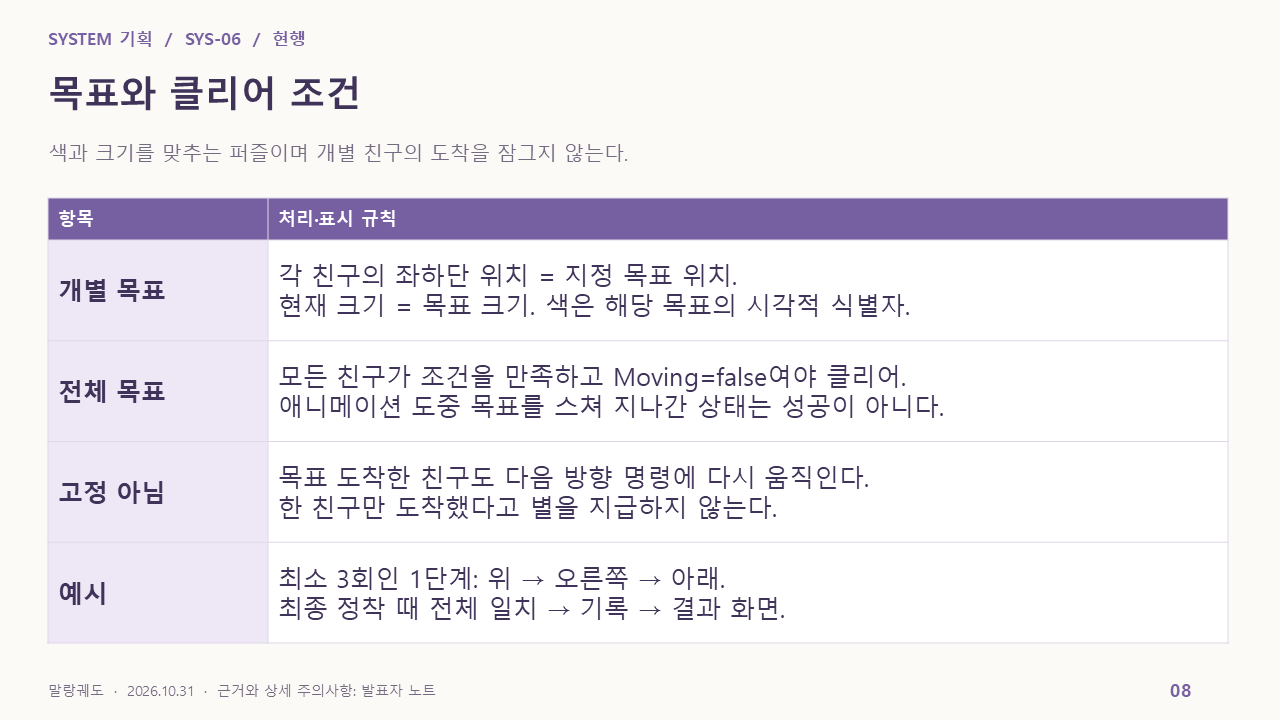 SYSTEM 기획 / SYS-06 / 현행
목표와 클리어 조건
색과 크기를 맞추는 퍼즐이며 개별 친구의 도착을 잠그지 않는다.
항목
처리·표시 규칙
개별 목표
각 친구의 좌하단 위치 = 지정 목표 위치.
현재 크기 = 목표 크기. 색은 해당 목표의 시각적 식별자.
전체 목표
모든 친구가 조건을 만족하고 Moving=false여야 클리어.
애니메이션 도중 목표를 스쳐 지나간 상태는 성공이 아니다.
고정 아님
목표 도착한 친구도 다음 방향 명령에 다시 움직인다.
한 친구만 도착했다고 별을 지급하지 않는다.
예시
최소 3회인 1단계: 위 → 오른쪽 → 아래.
최종 정착 때 전체 일치 → 기록 → 결과 화면.
말랑궤도 · 2026.10.31 · 근거와 상세 주의사항: 발표자 노트
08